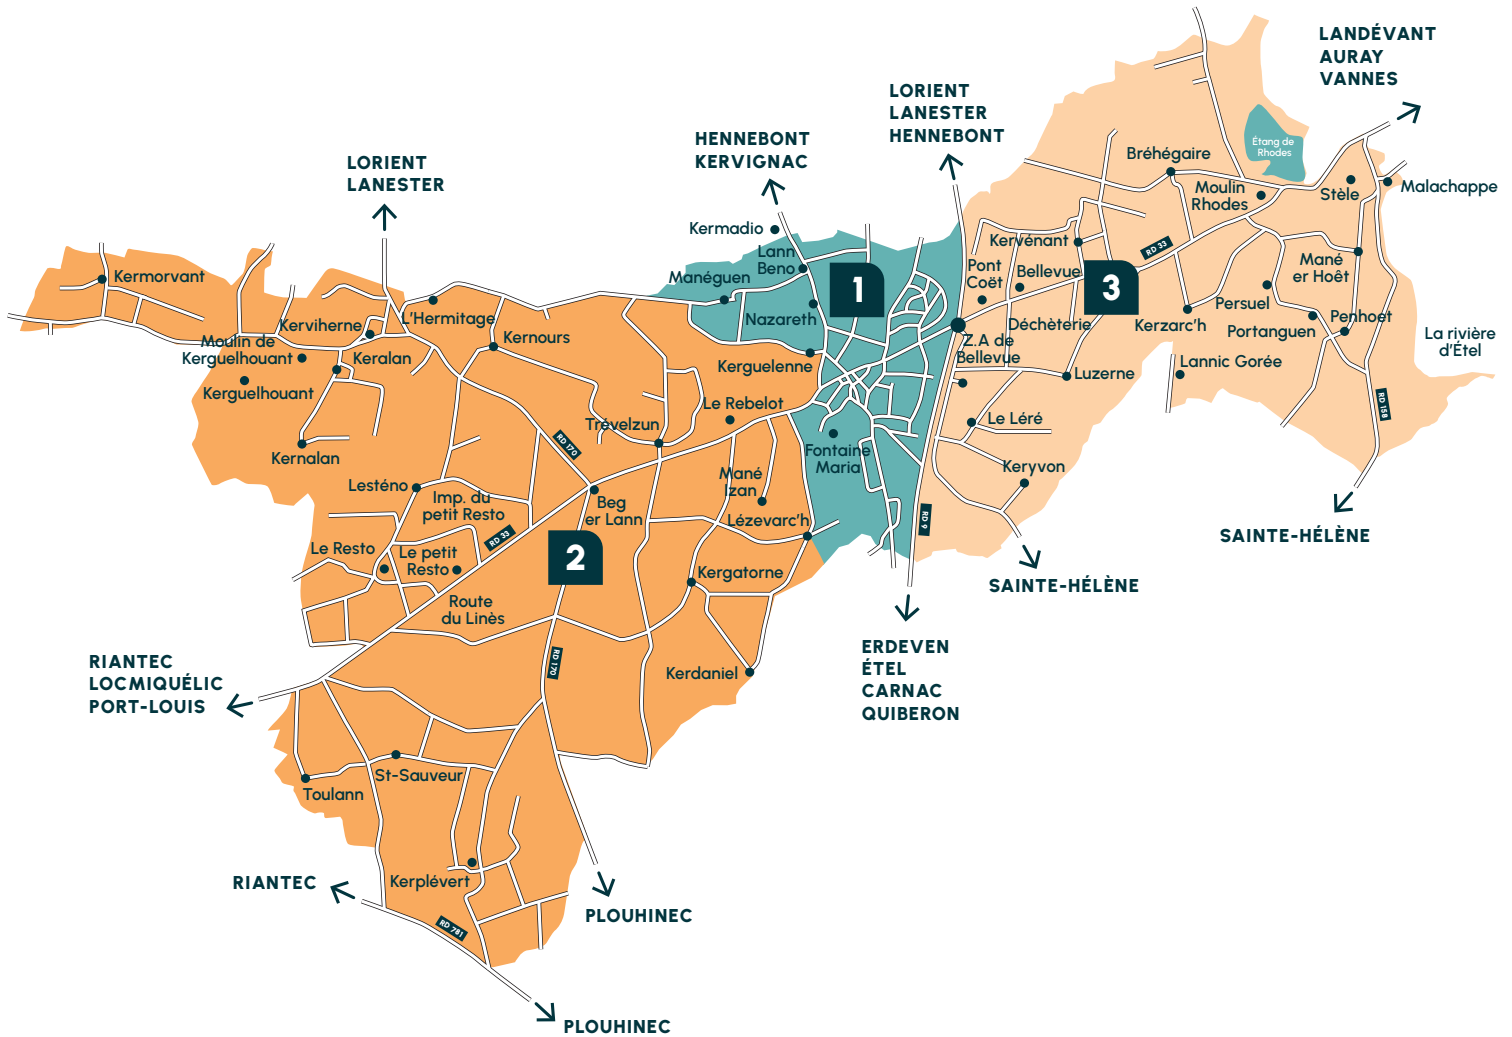 LANDÉVANT
AURAY
VANNES
LORIENT
LANESTER
HENNEBONT
HENNEBONT
KERVIGNAC
LORIENT
LANESTER
Étang de
Rhodes
Bréhégaire
Moulin
Rhodes
Stèle
Malachappe
Kermadio
Kervénant
RD 33
Lann
Beno
Manéguen
Pont
Coët
Bellevue
Mané
er Hoêt
Kermorvant
1
3
Persuel
Nazareth
Déchèterie
Kerzarc'h
Portanguen
Penhoet
La rivière
d'Étel
L'Hermitage
Kerviherne
Kernours
Moulin de
Kerguelhouant
Keralan
Kerguelenne
Z.A de
Bellevue
Lannic Gorée
Luzerne
Kerguelhouant
Le Rebelot
RD 158
Le Léré
Trévelzun
RD 170
Kernalan
Fontaine
Maria
Keryvon
Lesténo
Mané
Izan
Imp. du
petit Resto
Beg
er Lann
Lézevarc'h
RD 9
RD 33
SAINTE-HÉLÈNE
Le Resto
Le petit
Resto
2
Kergatorne
SAINTE-HÉLÈNE
Route
du Linès
ERDEVEN
ÉTEL
CARNAC
QUIBERON
RD 170
Kerdaniel
RIANTEC
LOCMIQUÉLIC
PORT-LOUIS
St-Sauveur
Toulann
Kerplévert
RIANTEC
PLOUHINEC
RD 781
PLOUHINEC